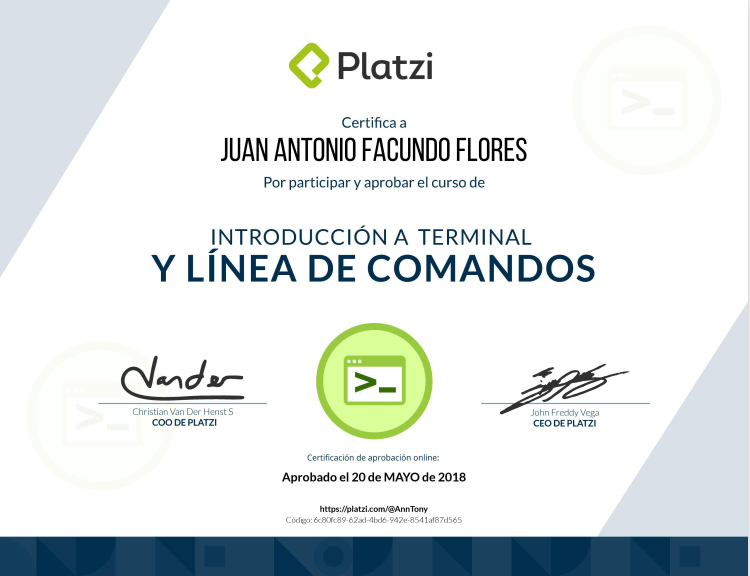 Platzi
Certifica a
JUAN ANTONIO FACUNDO FLORES
Por participar y aprobar el curso de
INTRODUCCIÓN A TERMINAL
Y LÍNEA DE COMANDOS
Vander
Christian Van Der Henst S
COO DE PLATZI
John Freddy Vega
CEO DE PLATZI
Certificación de aprobación online:
Aprobado el 20 de MAYO de 2018
https://platzi.com/@AnnTony
Código: 6c80fc89-62ad-4bd6-942e-8541af87d565